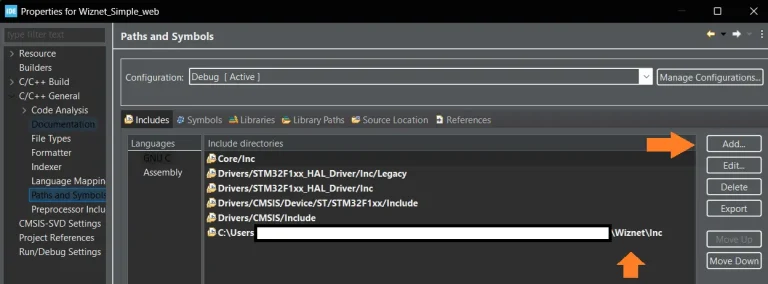 IDE Properties for Wiznet_Simple_web
type filter text
Resource
Builders
C/C++ Build
C/C++ General
Code Analysis
Documentation
File Types
Formatter
Indexer
Language Mappin
Paths and Symbols
Preprocessor Inclu
CMSIS-SVD Settings
Project References
Run/Debug Settings
Paths and Symbols
Configuration: Debug [ Active ] Manage Configurations...
Includes Symbols Libraries Library Paths Source Location References
Languages
GNU C
Assembly
Include directories
Core/Inc
Drivers/STM32F1xx_HAL_Driver/Inc/Legacy
Drivers/STM32F1xx_HAL_Driver/Inc
Drivers/CMSIS/Device/ST/STM32F1xx/Include
Drivers/CMSIS/Include
C:\Users \Wiznet\Inc
Add...
Edit...
Delete
Export
Move Up
Move Down